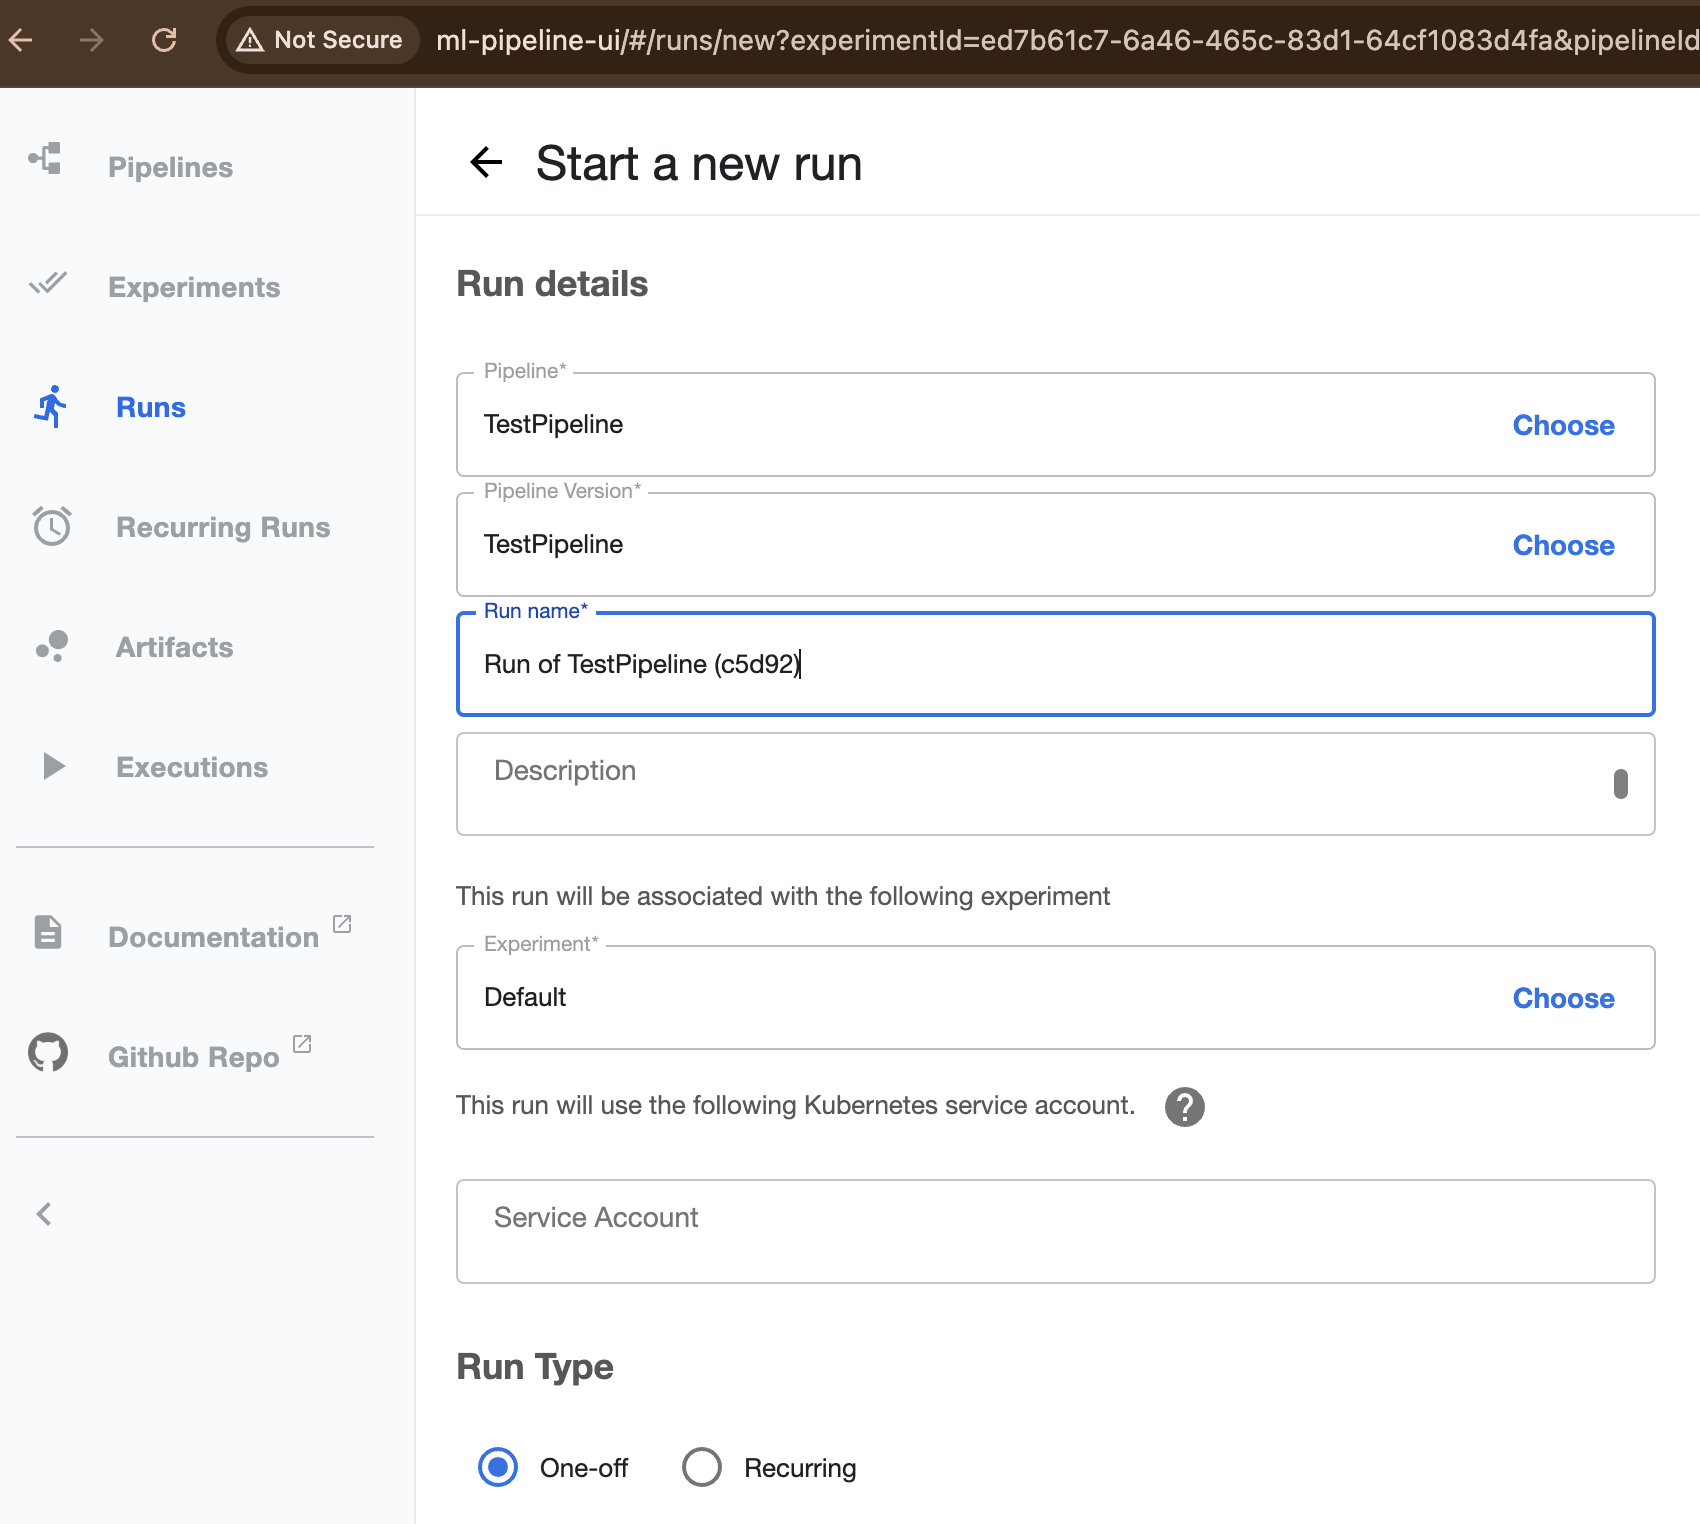 Not Secure
ml-pipeline-ui/#/runs/new?experimentId=ed7b61c7-6a46-465c-83d1-64cf1083d4fa&pipelineId
Pipelines
Experiments
Runs
Recurring Runs
Artifacts
Executions
Documentation
Github Repo
Start a new run
Run details
Pipeline*
TestPipeline
Choose
Pipeline Version*
TestPipeline
Choose
Run name*
Run of TestPipeline (c5d92)
Description
This run will be associated with the following experiment
Experiment*
Default
Choose
This run will use the following Kubernetes service account.
Service Account
Run Type
One-off
Recurring